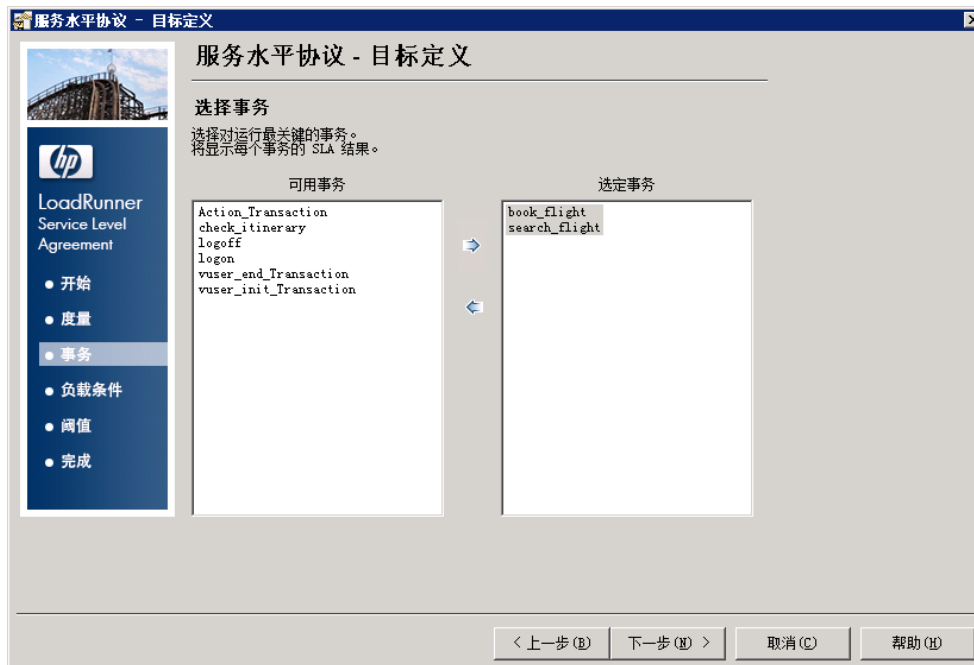 服务水平协议 - 目标定义
服务水平协议 - 目标定义
选择事务
选择对运行最关键的事务。
将显示每个事务的 SLA 结果。
hp
LoadRunner
Service Level
Agreement
开始
度量
事务
负载条件
阈值
完成
可用事务
Action_Transaction
check_itinerary
logoff
logon
vuser_end_Transaction
vuser_init_Transaction
选定事务
book_flight
search_flight
< 上一步(B)
下一步(N) >
取消(C)
帮助(H)